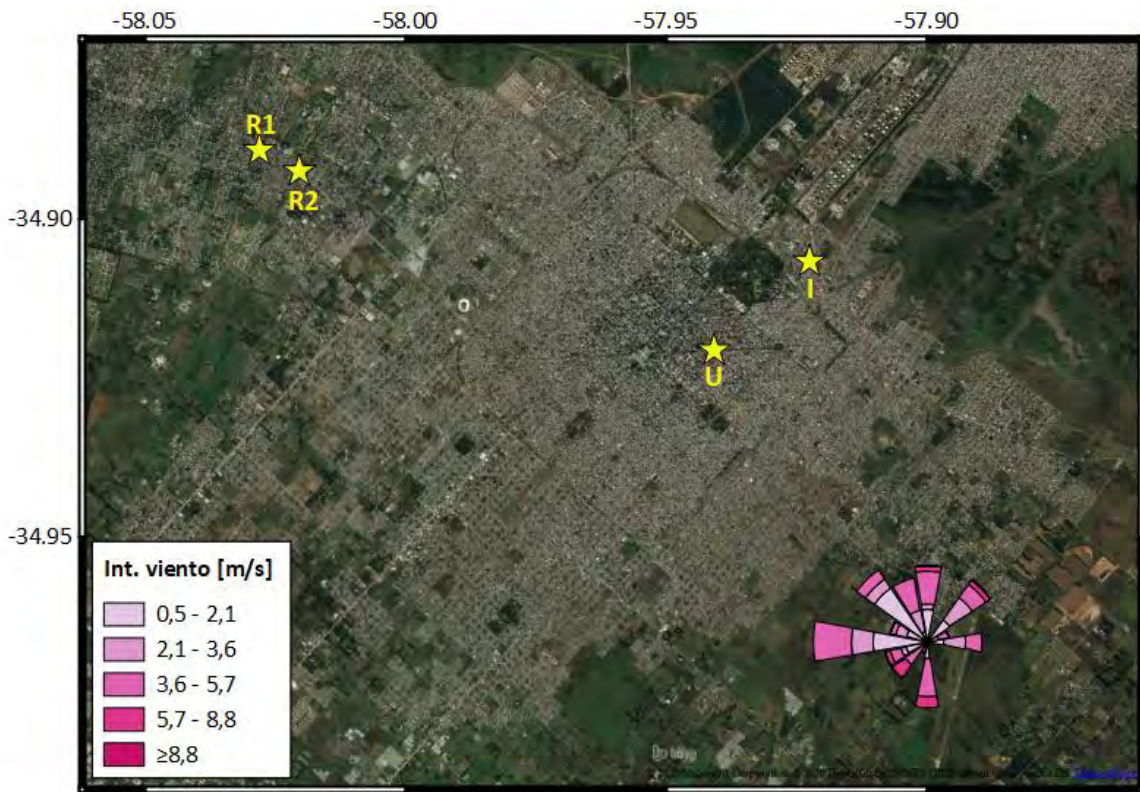 -58.05 -58.00 -57.95 -57.90
R1
R2
-34.90
I
U
-34.95
Int. viento [m/s]
0,5 - 2,1
2,1 - 3,6
3,6 - 5,7
5,7 - 8,8
≥8,8